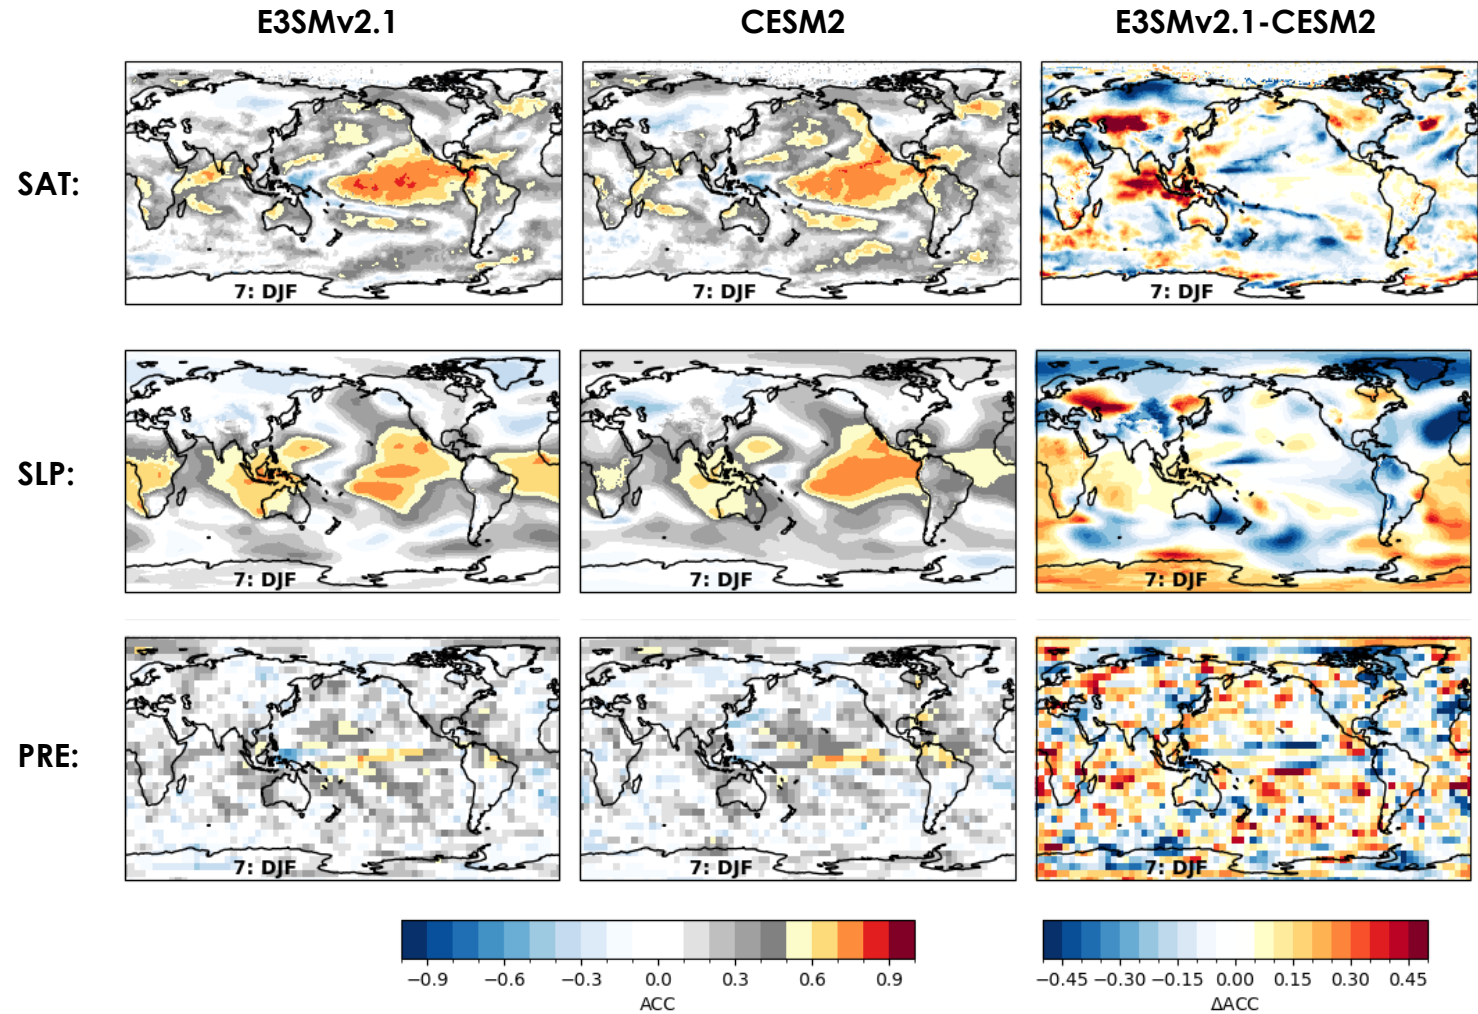 E3SMv2.1 CESM2 E3SMv2.1-CESM2
SAT:
7: DJF 7: DJF 7: DJF
SLP:
7: DJF 7: DJF 7: DJF
PRE:
7: DJF 7: DJF 7: DJF
−0.9 −0.6 −0.3 0.0 0.3 0.6 0.9
ACC
−0.45 −0.30 −0.15 0.00 0.15 0.30 0.45
ΔACC